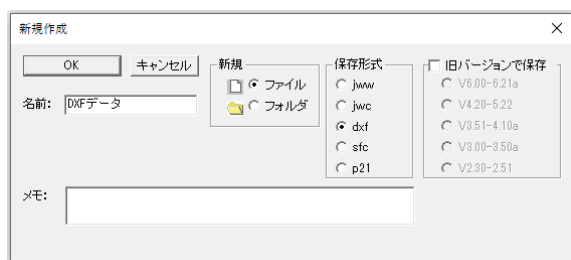 新規作成
OK
キャンセル
名前:
DXFデータ
新規
ファイル
フォルダ
保存形式
jww
jwc
dxf
sfc
p21
旧バージョンで保存
V6.00-6.21a
V4.20-5.22
V3.51-4.10a
V3.00-3.50a
V2.30-2.51
メモ: